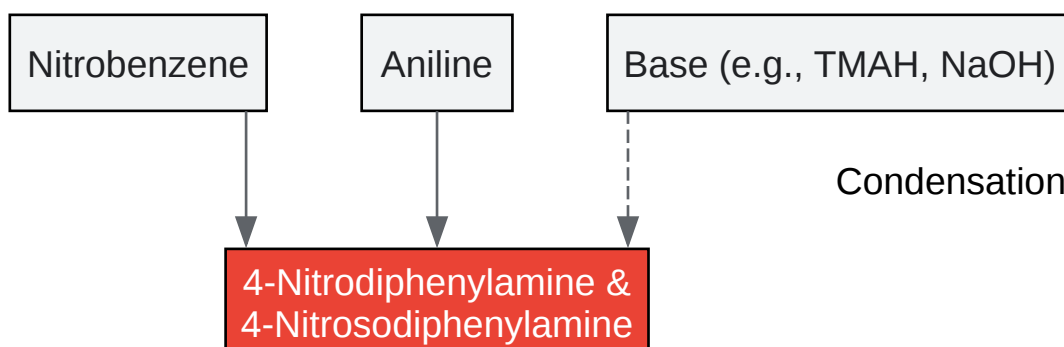 Nitrobenzene
Aniline
Base (e.g., TMAH, NaOH)
Condensation
4-Nitrodiphenylamine &
4-Nitrosodiphenylamine